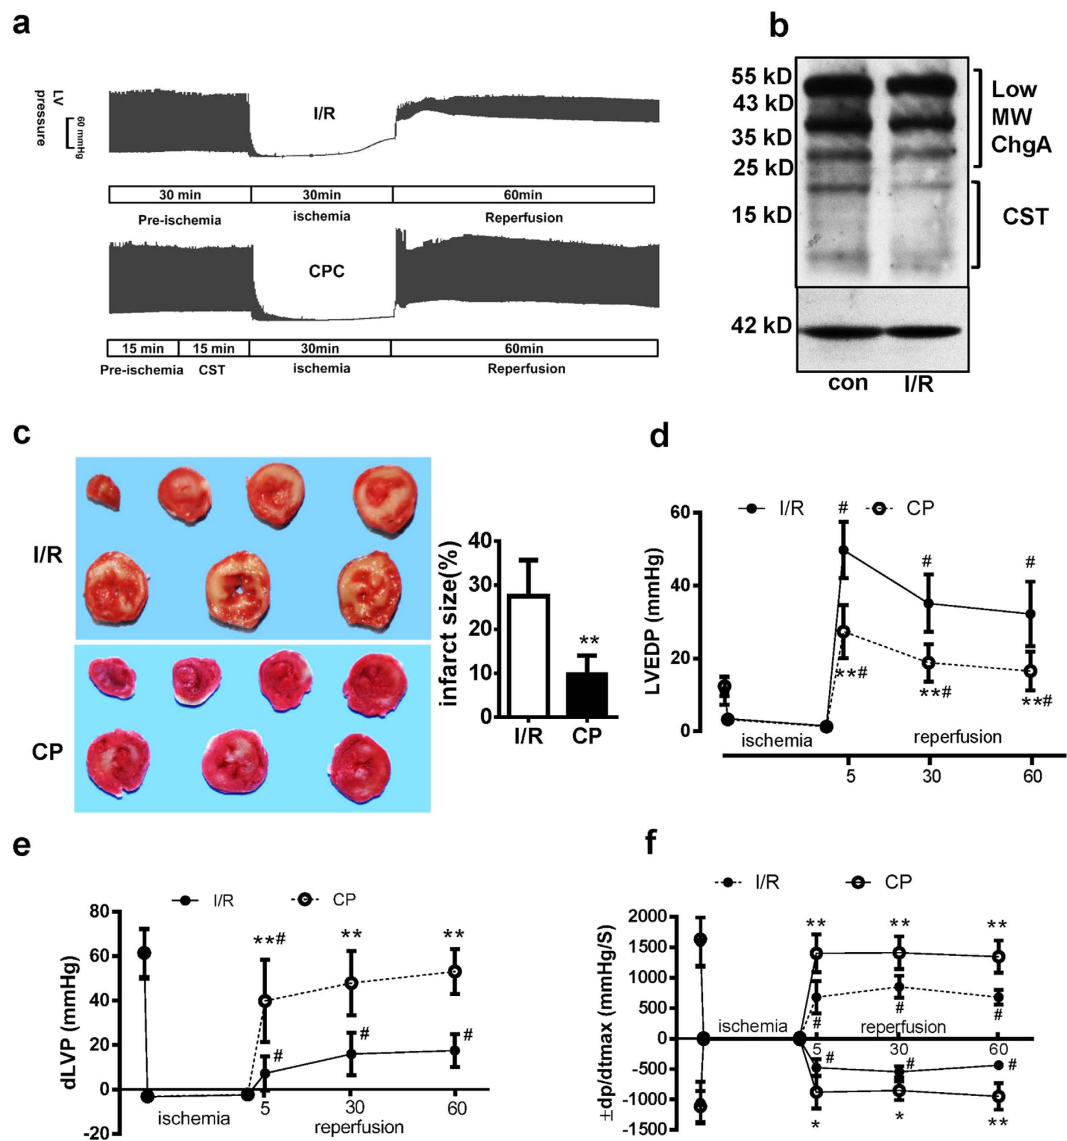 a
LV
preessure
60 mmHg
I/R
30 min
30min
60min
Pre-ischemia
ischemia
Reperfusion
CPC
15 min
15 min
30min
60min
Pre-ischemia
CST
ischemia
Reperfusion
b
55 kD
43 kD
35 kD
25 kD
15 kD
42 kD
Low
MW
ChgA
CST
con
I/R
c
I/R
CP
infarct size(%)
40
30
20
10
0
**
I/R
CP
d
I/R
CP
LVEDP (mmHg)
60
40
20
0
#
#
#
**#
**#
**#
ischemia
reperfusion
5
30
60
e
I/R
CP
dLVP (mmHg)
80
60
40
20
0
-20
**#
**
**
#
#
#
ischemia
5
30
60
reperfusion
f
I/R
CP
±dp/dtmax (mmHg/S)
2000
1500
1000
500
0
-500
-1000
-1500
**
**
**
#
#
#
ischemia
reperfusion
5
30
60
#
#
#
*
*
**